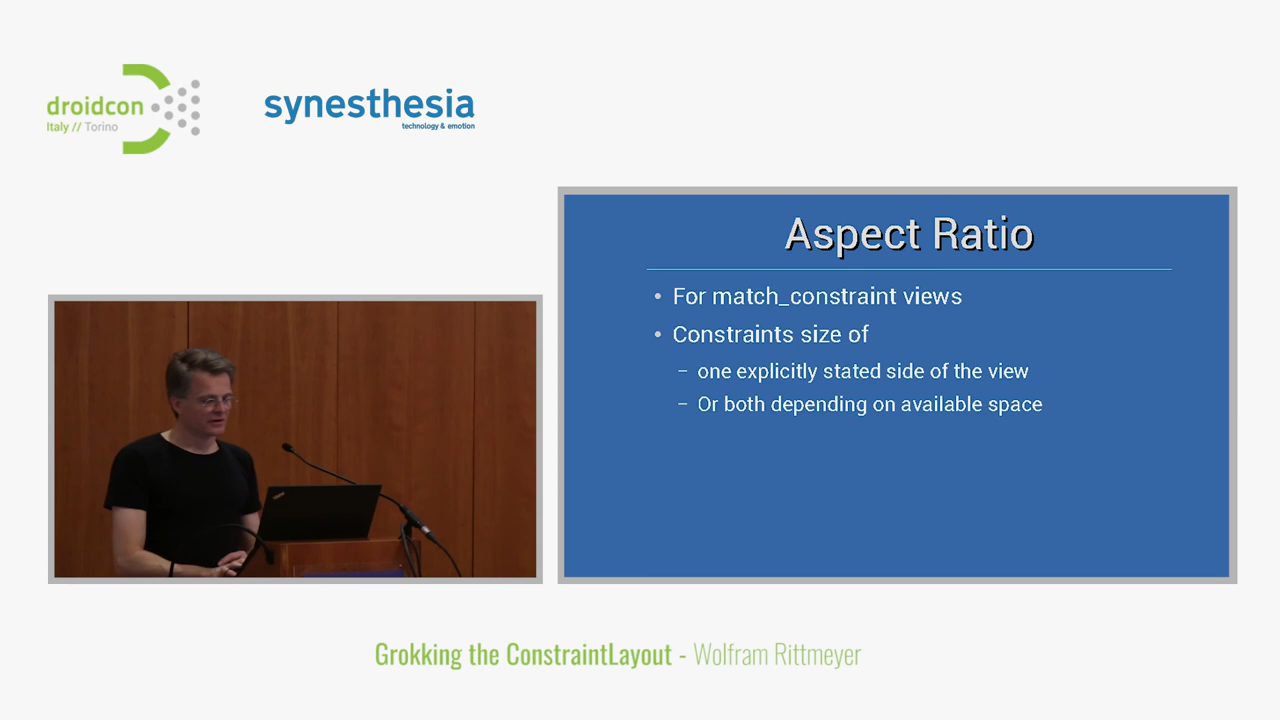 droidcon
Italy // Torino
synesthesia
technology & emotion
Aspect Ratio
• For match_constraint views
• Constraints size of
– one explicitly stated side of the view
– Or both depending on available space
Grokking the ConstraintLayout - Wolfram Rittmeyer